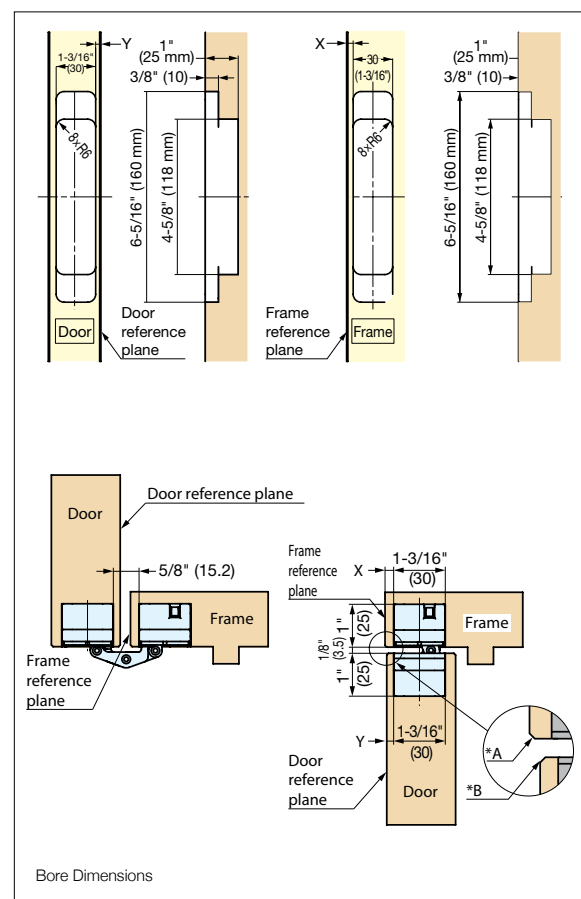 1-3/16"
(30)
Y
1"
(25 mm)
3/8" (10)
8xR6
6-5/16" (160 mm)
4-5/8" (118 mm)
Door
Door
reference
plane
X
30
(1-3/16")
1"
(25 mm)
3/8" (10)
8xR6
6-5/16" (160 mm)
4-5/8" (118 mm)
Frame
reference
plane
Frame
Door
Door reference plane
5/8" (15.2)
Frame
Frame
reference
plane
Frame
reference
plane
X
1-3/16"
(30)
Frame
1"
(25)
1/8"
(3.5)
1"
(25)
Y
1-3/16"
(30)
Door
reference
plane
Door
*A
*B
Bore Dimensions